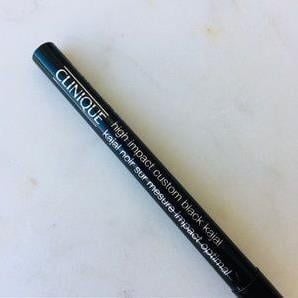 CLINIQUE
high impact custom black kajal
kajal noir sur mesure impact optimal